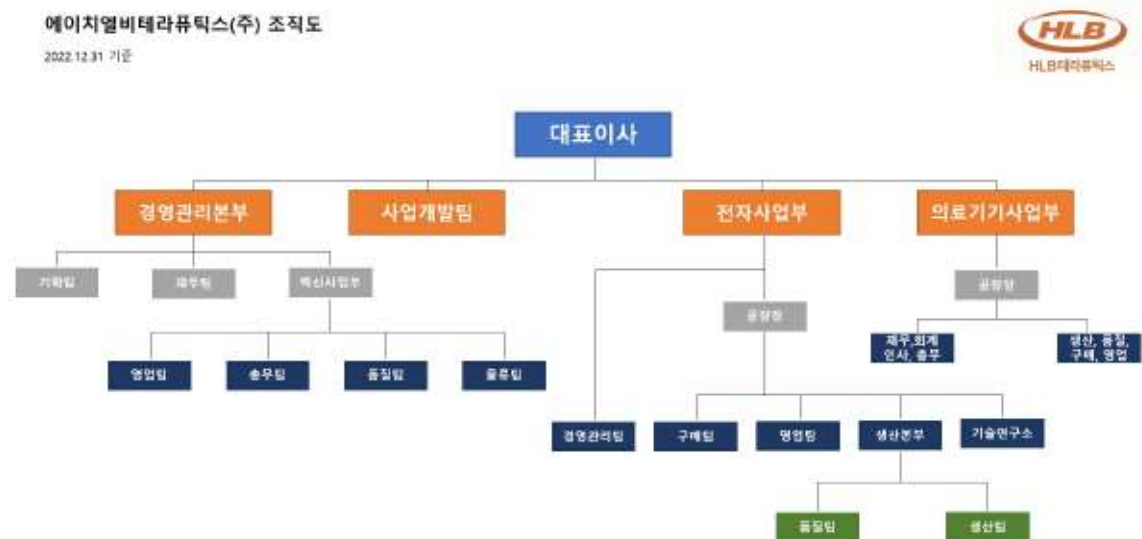 에이치엘비테라퓨틱스(주) 조직도
2022.12.31 기준
HLB
HLB테라퓨틱스
대표이사
경영관리본부
사업개발팀
전자사업부
의료기기사업부
기획팀
재무팀
백신사업부
공장장
공장장
재무,회계
인사, 총무
생산, 품질,
구매, 영업
영업팀
총무팀
품질팀
물류팀
경영관리팀
구매팀
영업팀
생산본부
기술연구소
품질팀
생산팀